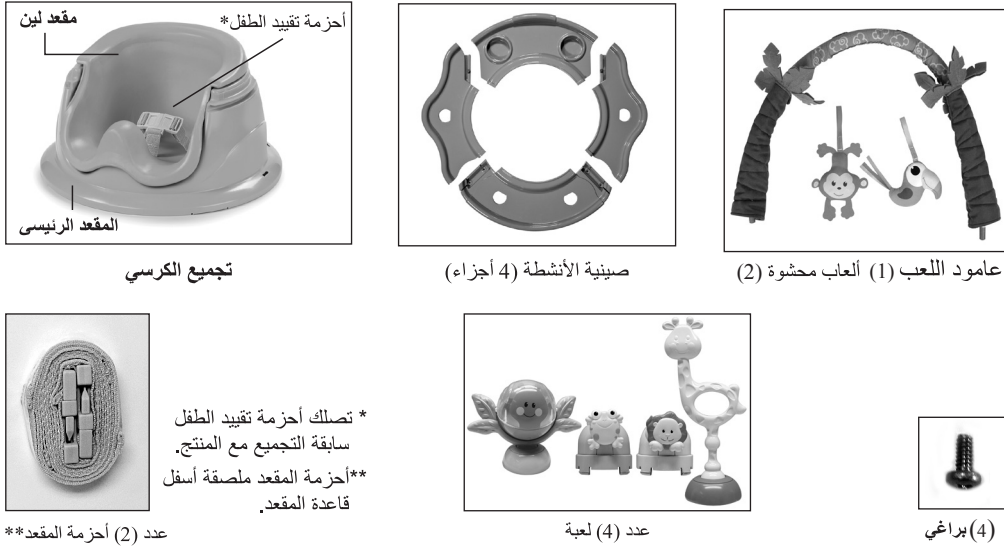 مقعد لين
أحزمة تقييد الطفل*
المقعد الرئيسى
تجميع الكرسي
صينية الأنشطة (4 أجزاء)
عامود اللعب (1) ألعاب محشوة (2)
* تصلك أحزمة تقييد الطفل
سابقة التجميع مع المنتج.
**أحزمة المقعد ملصقة أسفل
قاعدة المقعد.
عدد (2) أحزمة المقعد**
عدد (4) لعبة
(4) براغي